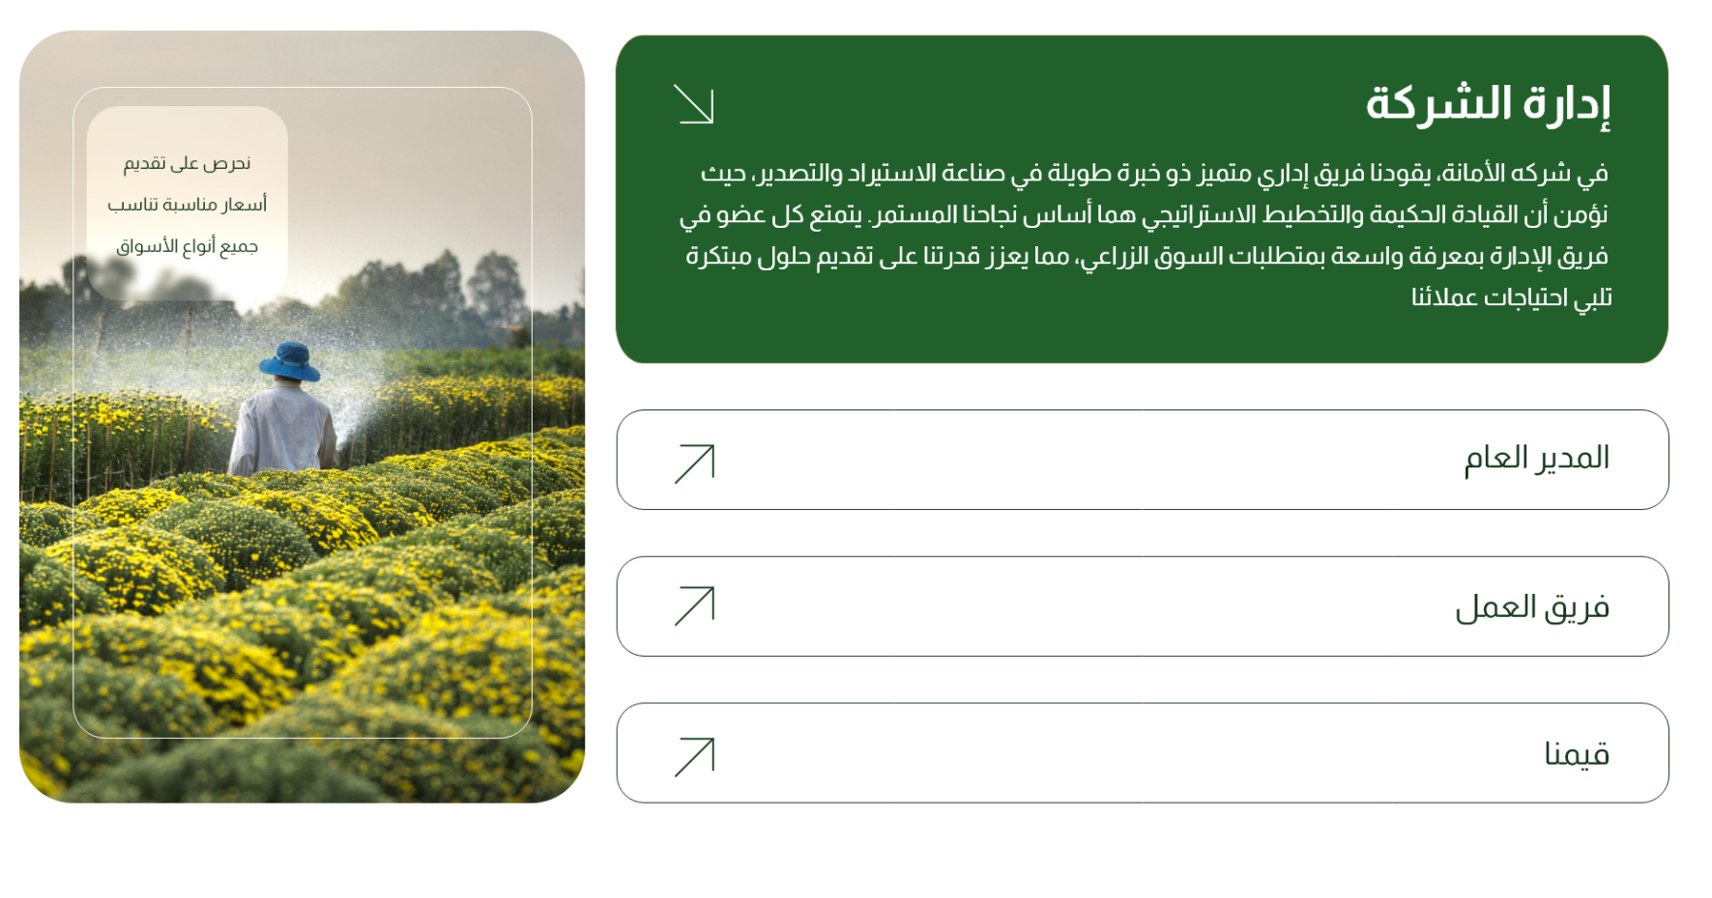 إدارة الشركة
في شركه الأمانة، يقودنا فريق إداري متميز ذو خبرة طويلة في صناعة الاستيراد والتصدير، حيث
نؤمن أن القيادة الحكيمة والتخطيط الاستراتيجي هما أساس نجاحنا المستمر. يتمتع كل عضو في
فريق الإدارة بمعرفة واسعة بمتطلبات السوق الزراعي، مما يعزز قدرتنا على تقديم حلول مبتكرة
تلبي احتياجات عملائنا
المدير العام
فريق العمل
قيمنا
نحرص على تقديم
أسعار مناسبة تناسب
جميع أنواع الأسواق